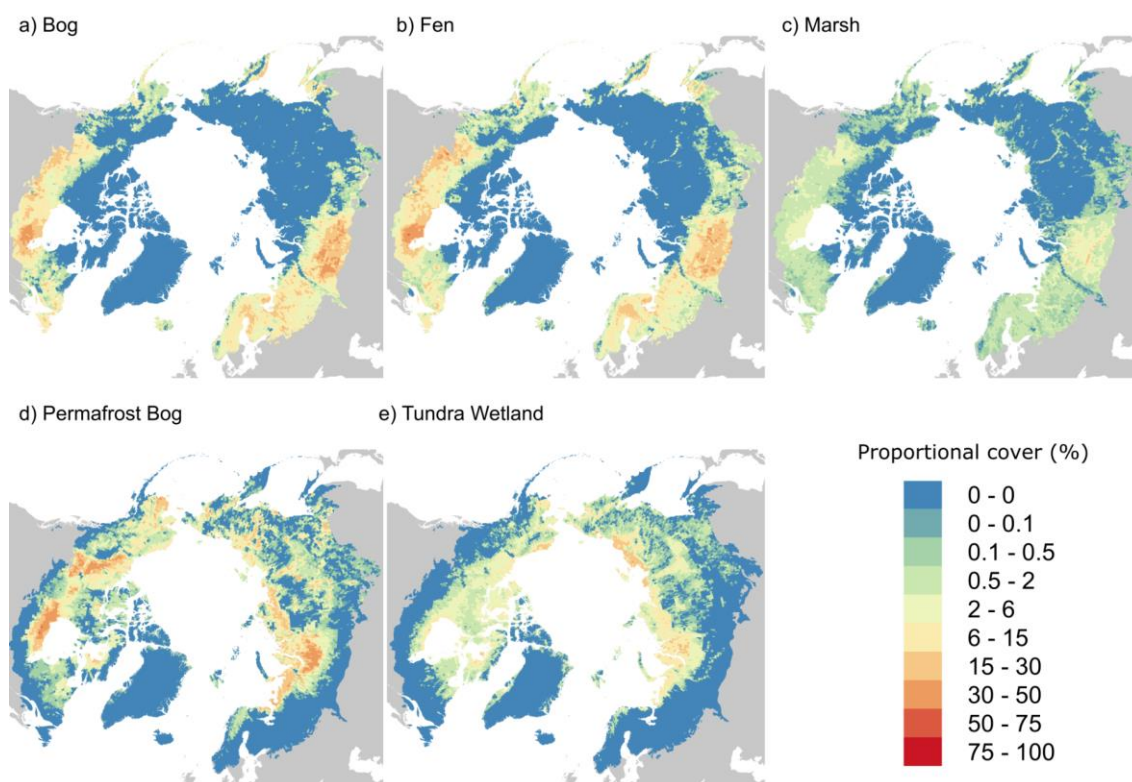 a) Bog
b) Fen
c) Marsh
d) Permafrost Bog
e) Tundra Wetland
Proportional cover (%)
0 - 0
0 - 0.1
0.1 - 0.5
0.5 - 2
2 - 6
6 - 15
15 - 30
30 - 50
50 - 75
75 - 100